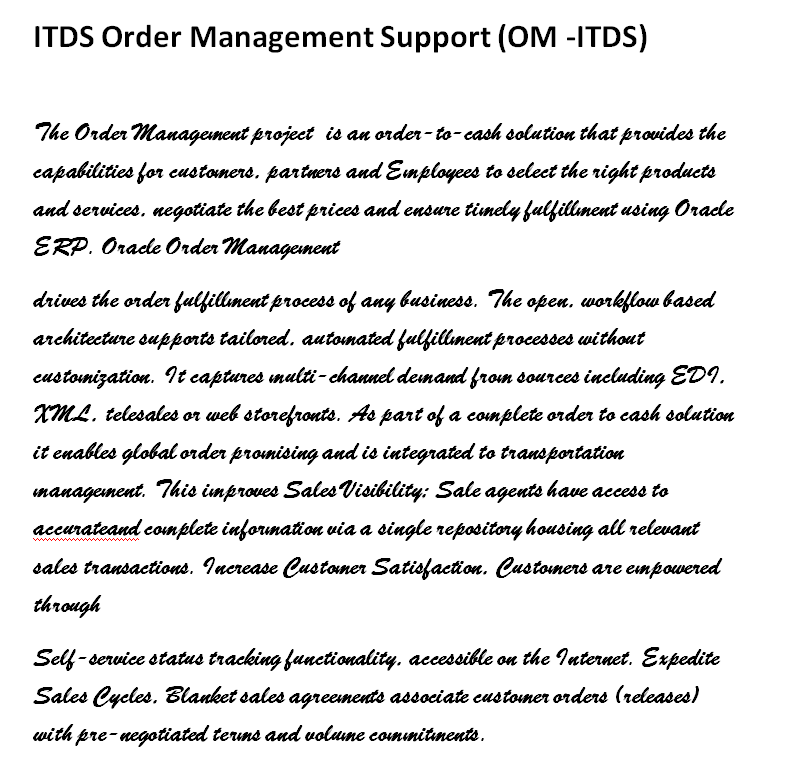 ITDS Order Management Support (OM -ITDS)
The Order Management project is an order-to-cash solution that provides the
capabilities for customers, partners and Employees to select the right products
and services, negotiate the best prices and ensure timely fulfillment using Oracle
ERP. Oracle Order Management
drives the order fulfillment process of any business. The open, workflow based
architecture supports tailored, automated fulfillment processes without
customization. It captures multi-channel demand from sources including EDI,
XML, telesales or web storefronts. As part of a complete order to cash solution
it enables global order promising and is integrated to transportation
management. This improves Sales Visibility: Sale agents have access to
accurateand complete information via a single repository housing all relevant
sales transactions. Increase Customer Satisfaction. Customers are empowered
through
Self-service status tracking functionality, accessible on the Internet. Expedite
Sales Cycles. Blanket sales agreements associate customer orders (releases)
with pre-negotiated terms and volume commitments.